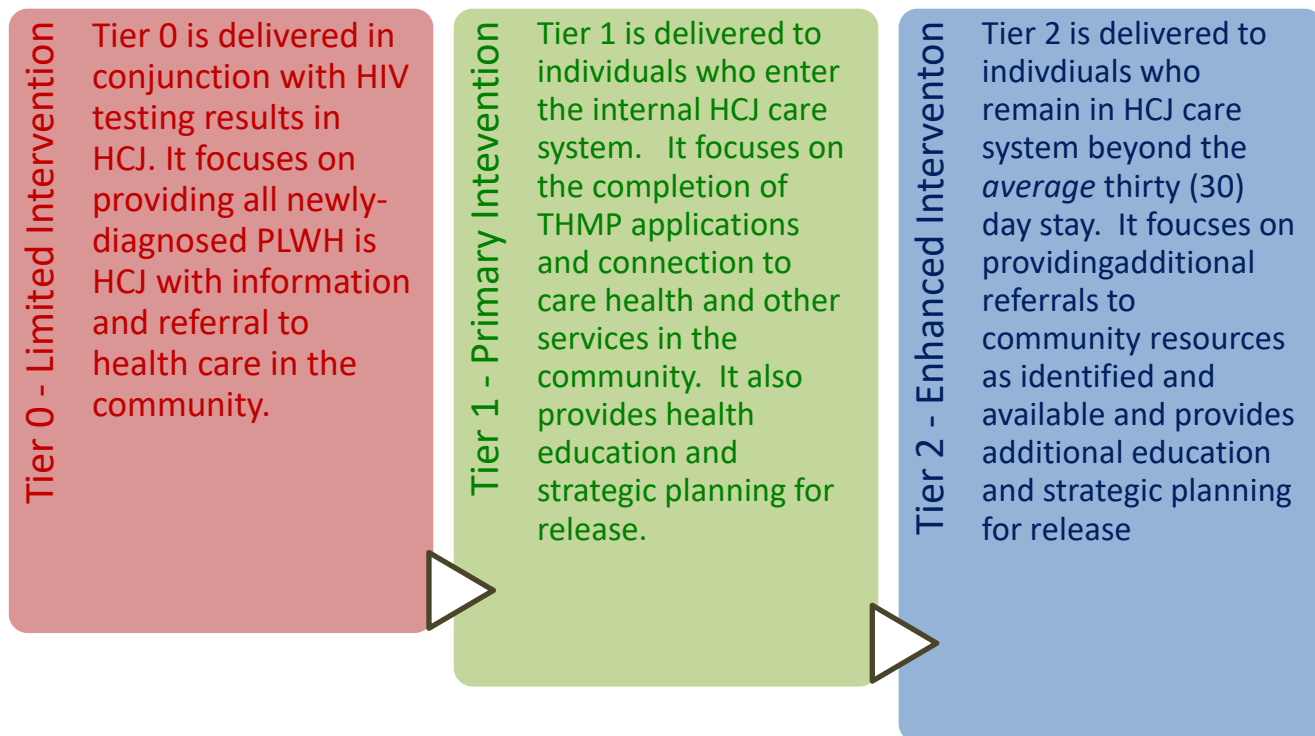 Tier 0 - Limited Intervention
Tier 0 is delivered in
conjunction with HIV
testing results in
HCJ. It focuses on
providing all newly-
diagnosed PLWH is
HCJ with information
and referral to
health care in the
community.
Tier 1 - Primary Intevention
Tier 1 is delivered to
individuals who enter
the internal HCJ care
system.   It focuses on
the completion of
THMP applications
and connection to
care health and other
services in the
community.  It also
provides health
education and
strategic planning for
release.
Tier 2 - Enhanced Interventon
Tier 2 is delivered to
indivdiuals who
remain in HCJ care
system beyond the
average thirty (30)
day stay.  It foucses on
providingadditional
referrals to
community resources
as identified and
available and provides
additional education
and strategic planning
for release